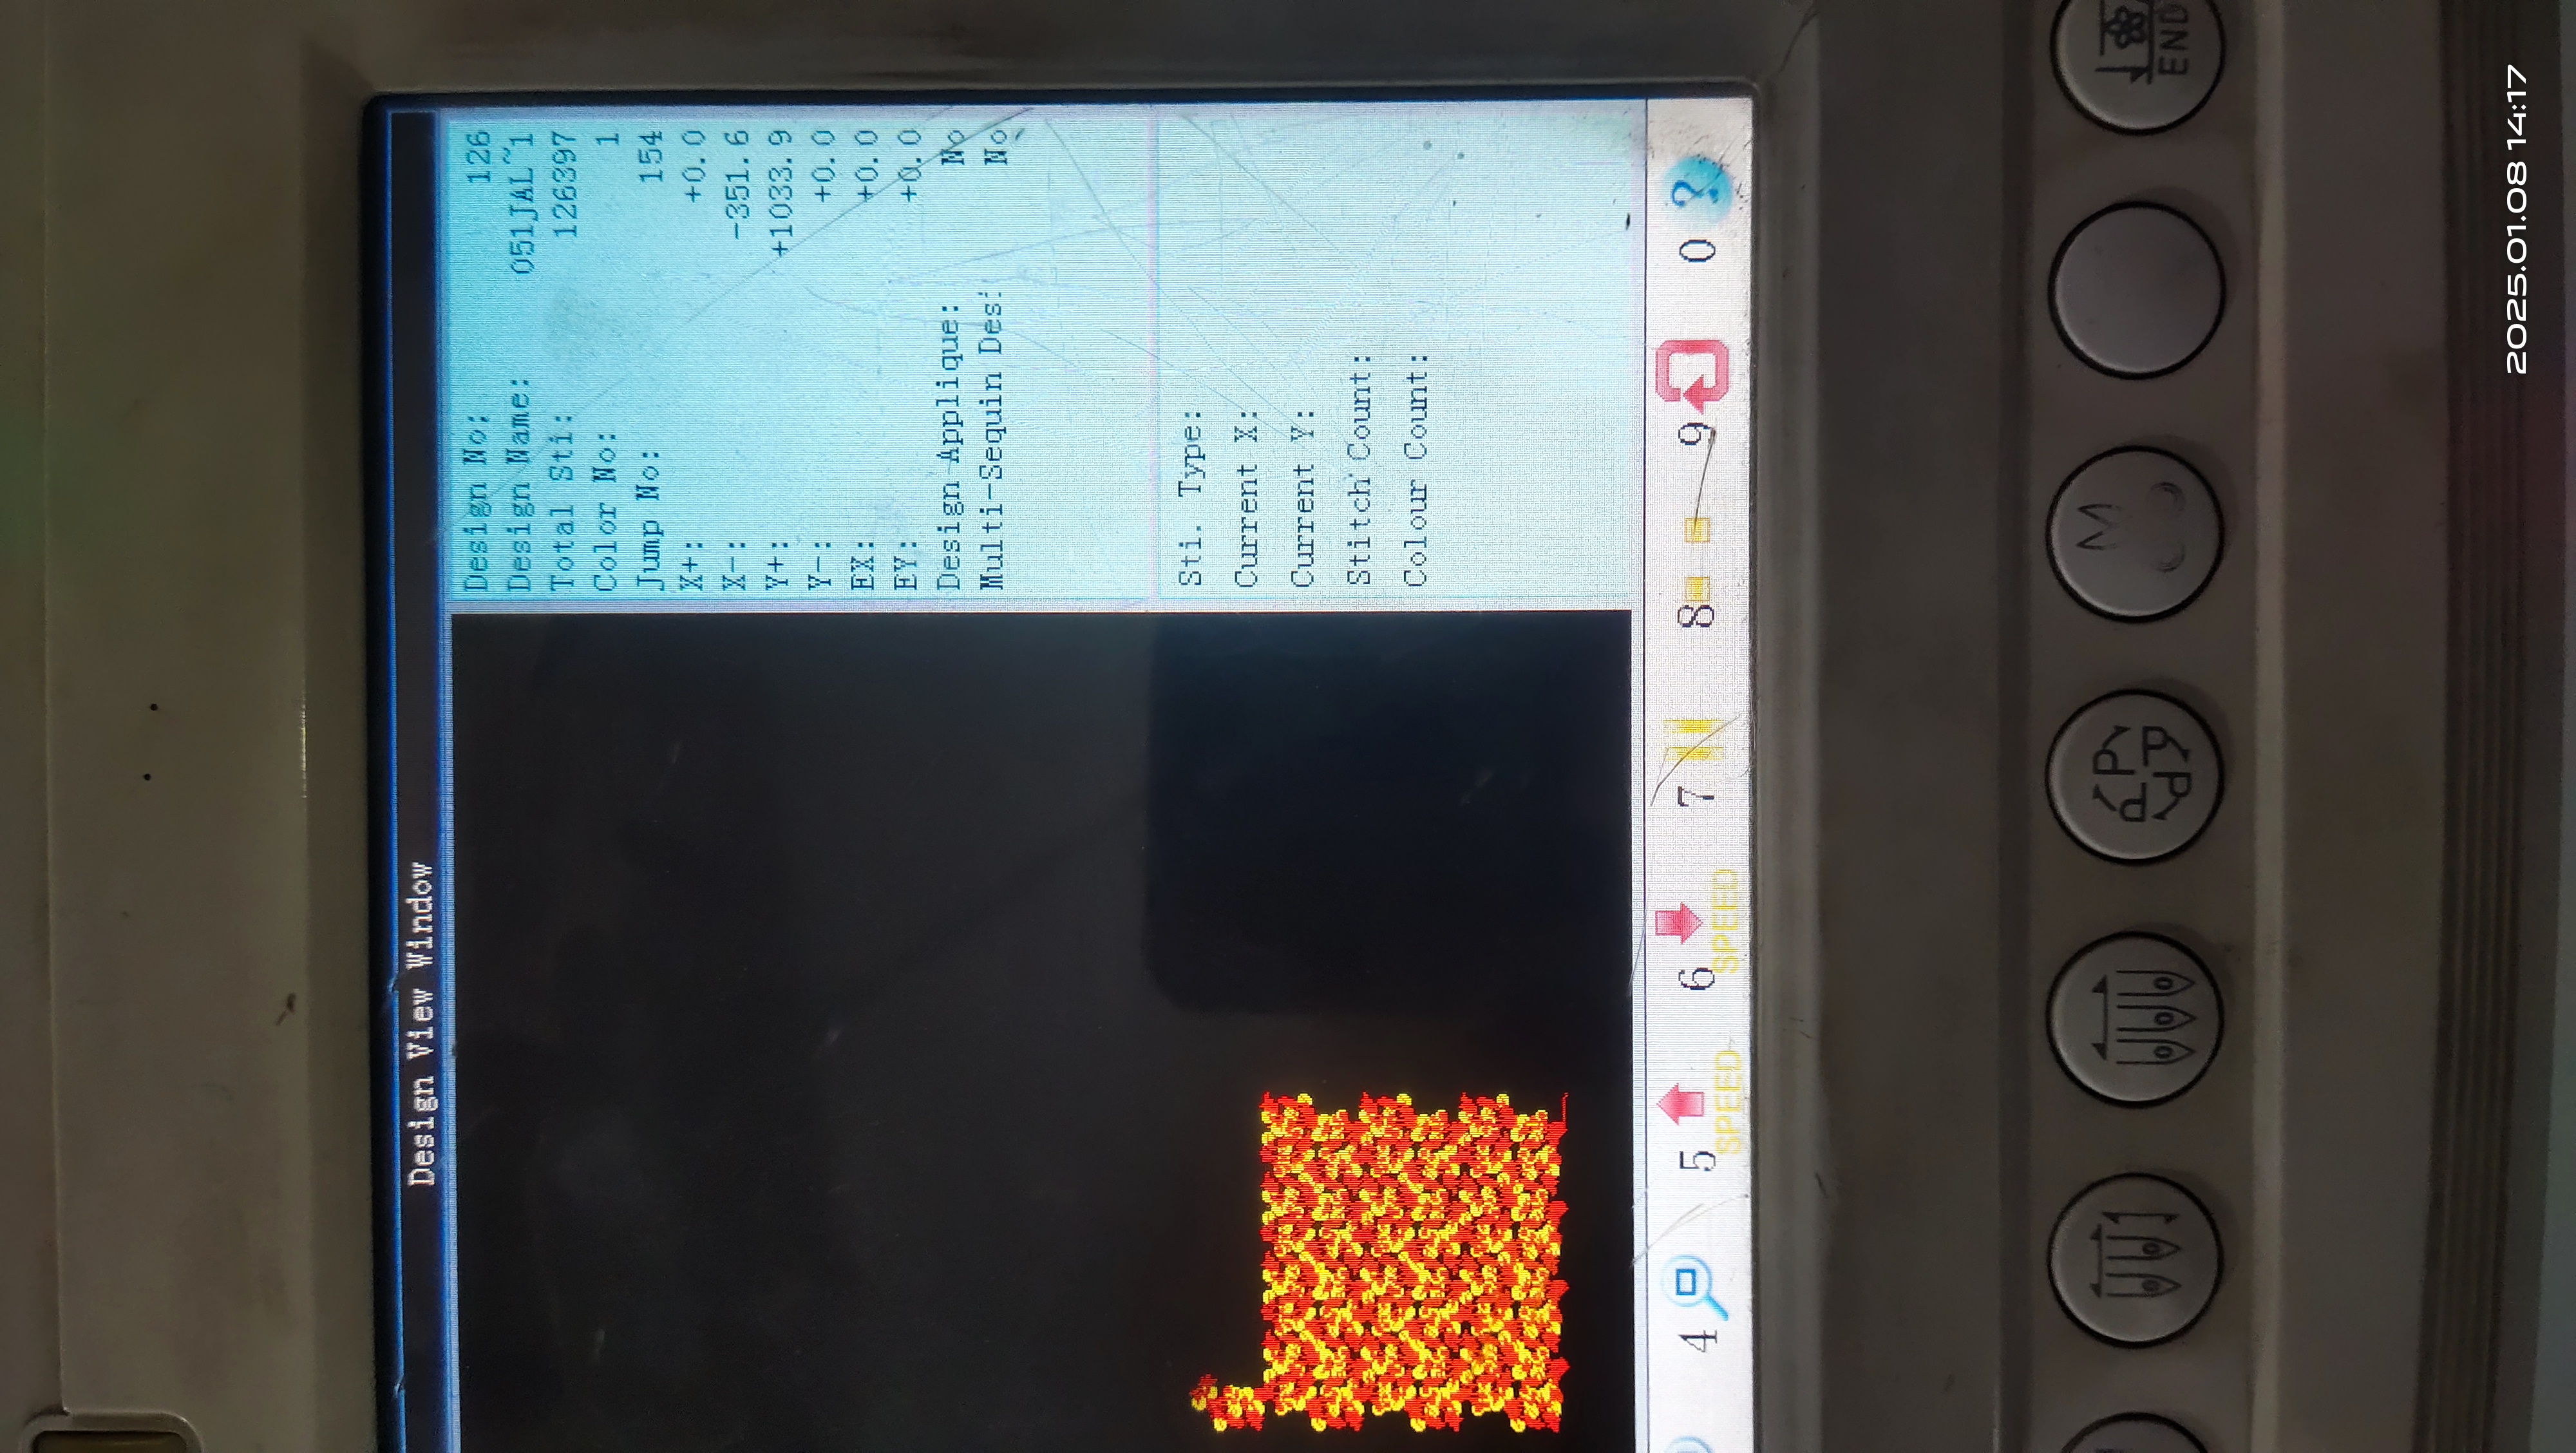 Design View Window
Design No: 126
Design Name: 051JAL~1
Total Sti: 126397
Color No: 1
Jump No: 154
X+: +0.0
X-: -351.6
Y+: +1033.9
Y-: +0.0
EX: +0.0
EY: +0.0
Design Applique: No
Multi-Sequin Des: No
Sti. Type:
Current X:
Current Y:
Stitch Count:
Colour Count:
4 5 6 7 8 9 0 ?
SPEED SPEED
P P P P M
END
2025.01.08 14:17